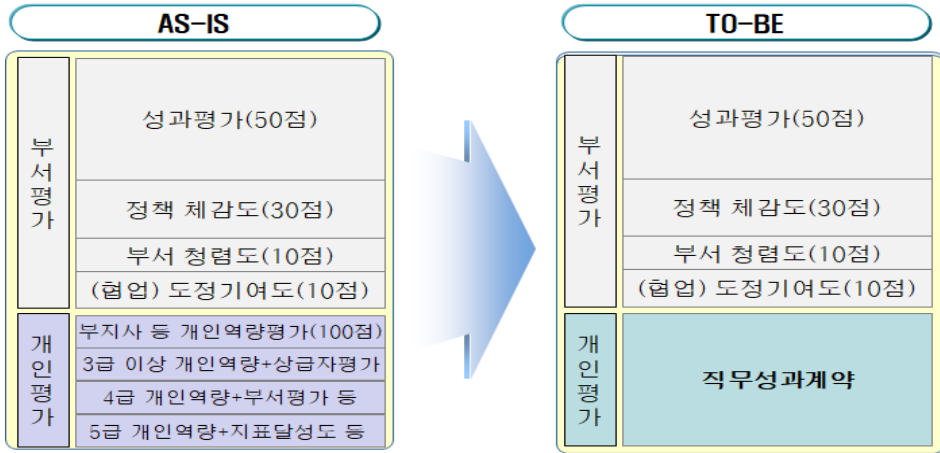 AS-IS
부서평가
성과평가(50점)
정책 체감도(30점)
부서 청렴도(10점)
(협업) 도정기여도(10점)
개인평가
부지사 등 개인역량평가(100점)
3급 이상 개인역량+상급자평가
4급 개인역량+부서평가 등
5급 개인역량+지표달성도 등
TO-BE
부서평가
성과평가(50점)
정책 체감도(30점)
부서 청렴도(10점)
(협업) 도정기여도(10점)
개인평가
직무성과계약